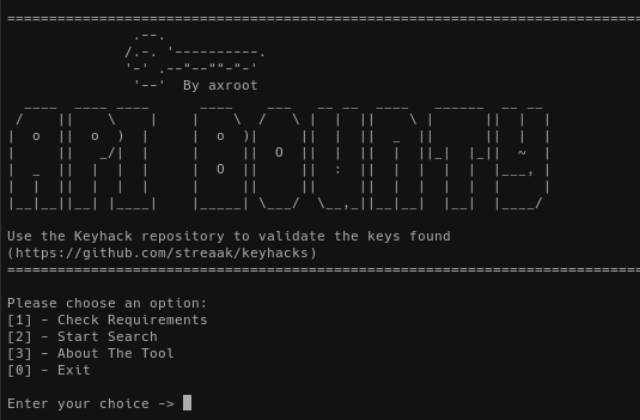 By axroot
API BOUNTY
Use the Keyhack repository to validate the keys found
(https://github.com/streaak/keyhacks)
Please choose an option:
[1] - Check Requirements
[2] - Start Search
[3] - About The Tool
[0] - Exit
Enter your choice ->